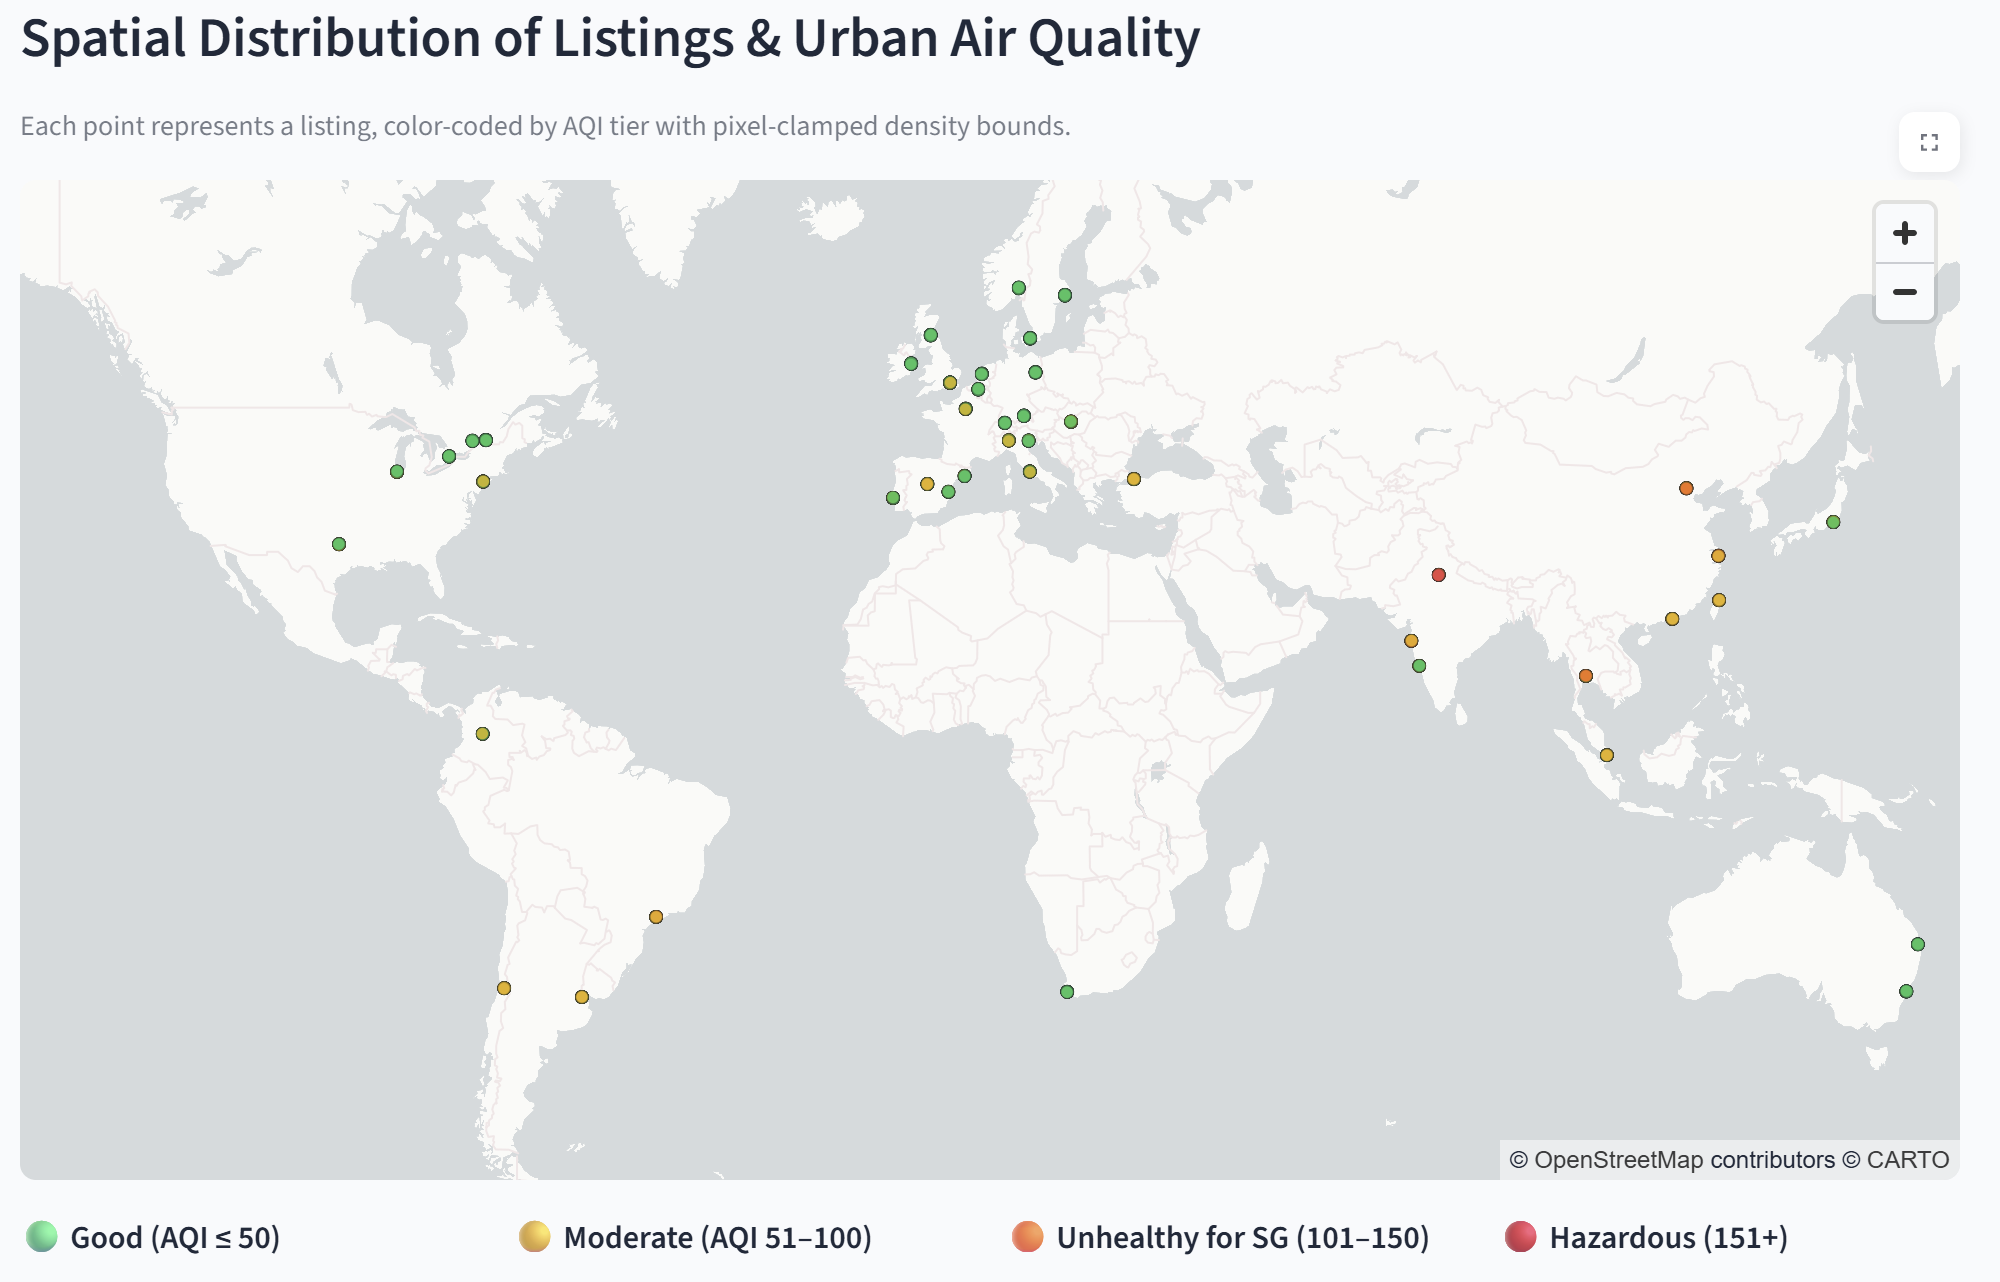 Spatial Distribution of Listings & Urban Air Quality
Each point represents a listing, color-coded by AQI tier with pixel-clamped density bounds.
+
−
© OpenStreetMap contributors © CARTO
Good (AQI ≤ 50)
Moderate (AQI 51–100)
Unhealthy for SG (101–150)
Hazardous (151+)